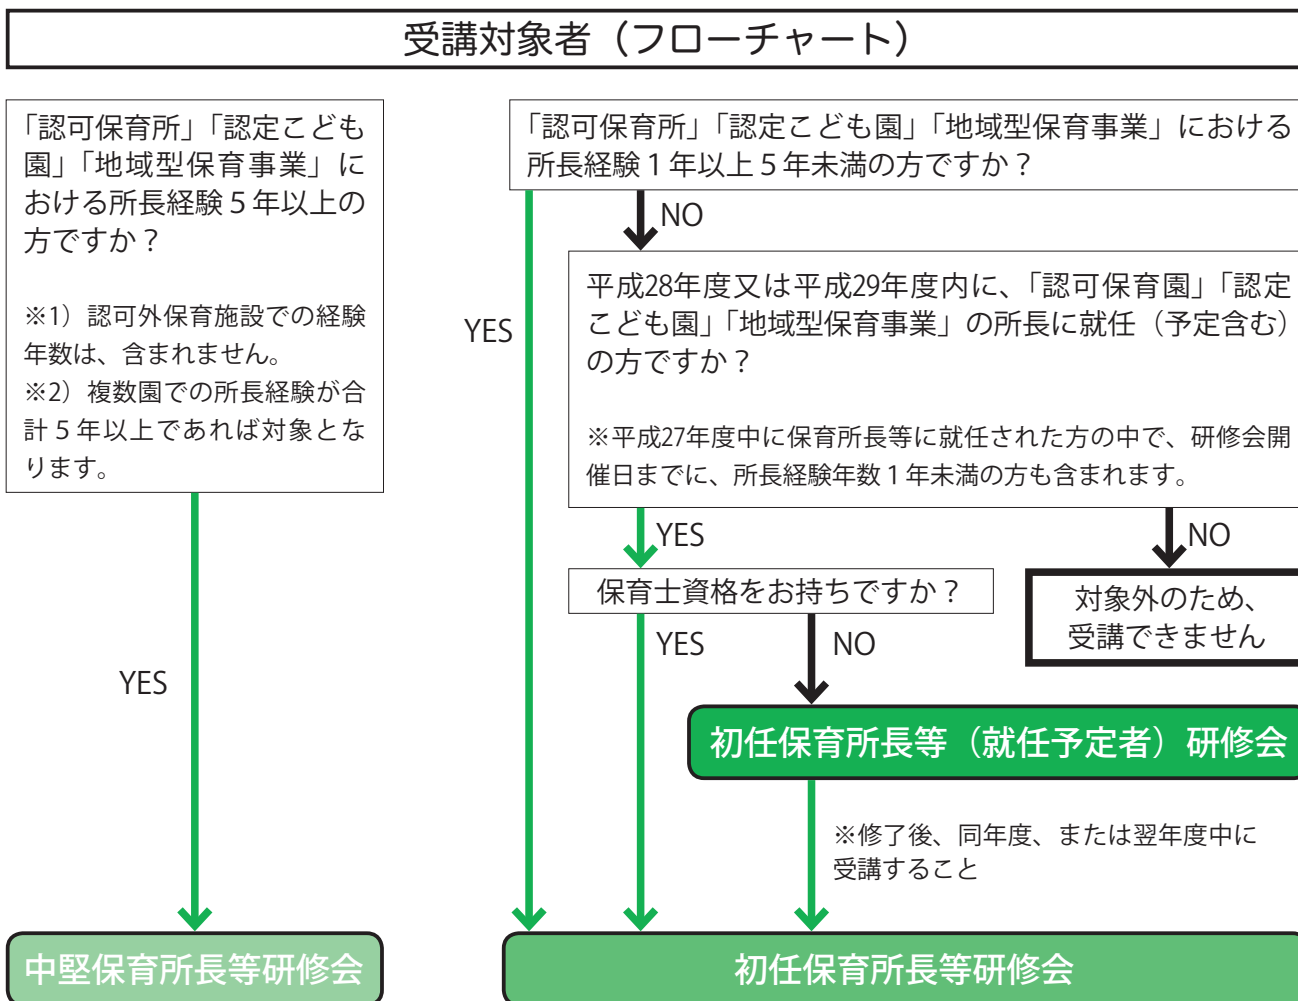 受講対象者（フローチャート）
「認可保育所」「認定こども
園」「地域型保育事業」に
おける所長経験５年以上の
方ですか？
※1）認可外保育施設での経験
年数は、含まれません。
※2）複数園での所長経験が合
計５年以上であれば対象とな
ります。
YES
中堅保育所長等研修会
「認可保育所」「認定こども園」「地域型保育事業」における
所長経験１年以上５年未満の方ですか？
YES
NO
平成28年度又は平成29年度内に、「認可保育園」「認定
こども園」「地域型保育事業」の所長に就任（予定含む）
の方ですか？
※平成27年度中に保育所長等に就任された方の中で、研修会開
催日までに、所長経験年数１年未満の方も含まれます。
YES
NO
保育士資格をお持ちですか？
対象外のため、
受講できません
YES
NO
初任保育所長等（就任予定者）研修会
※修了後、同年度、または翌年度中に
受講すること
初任保育所長等研修会